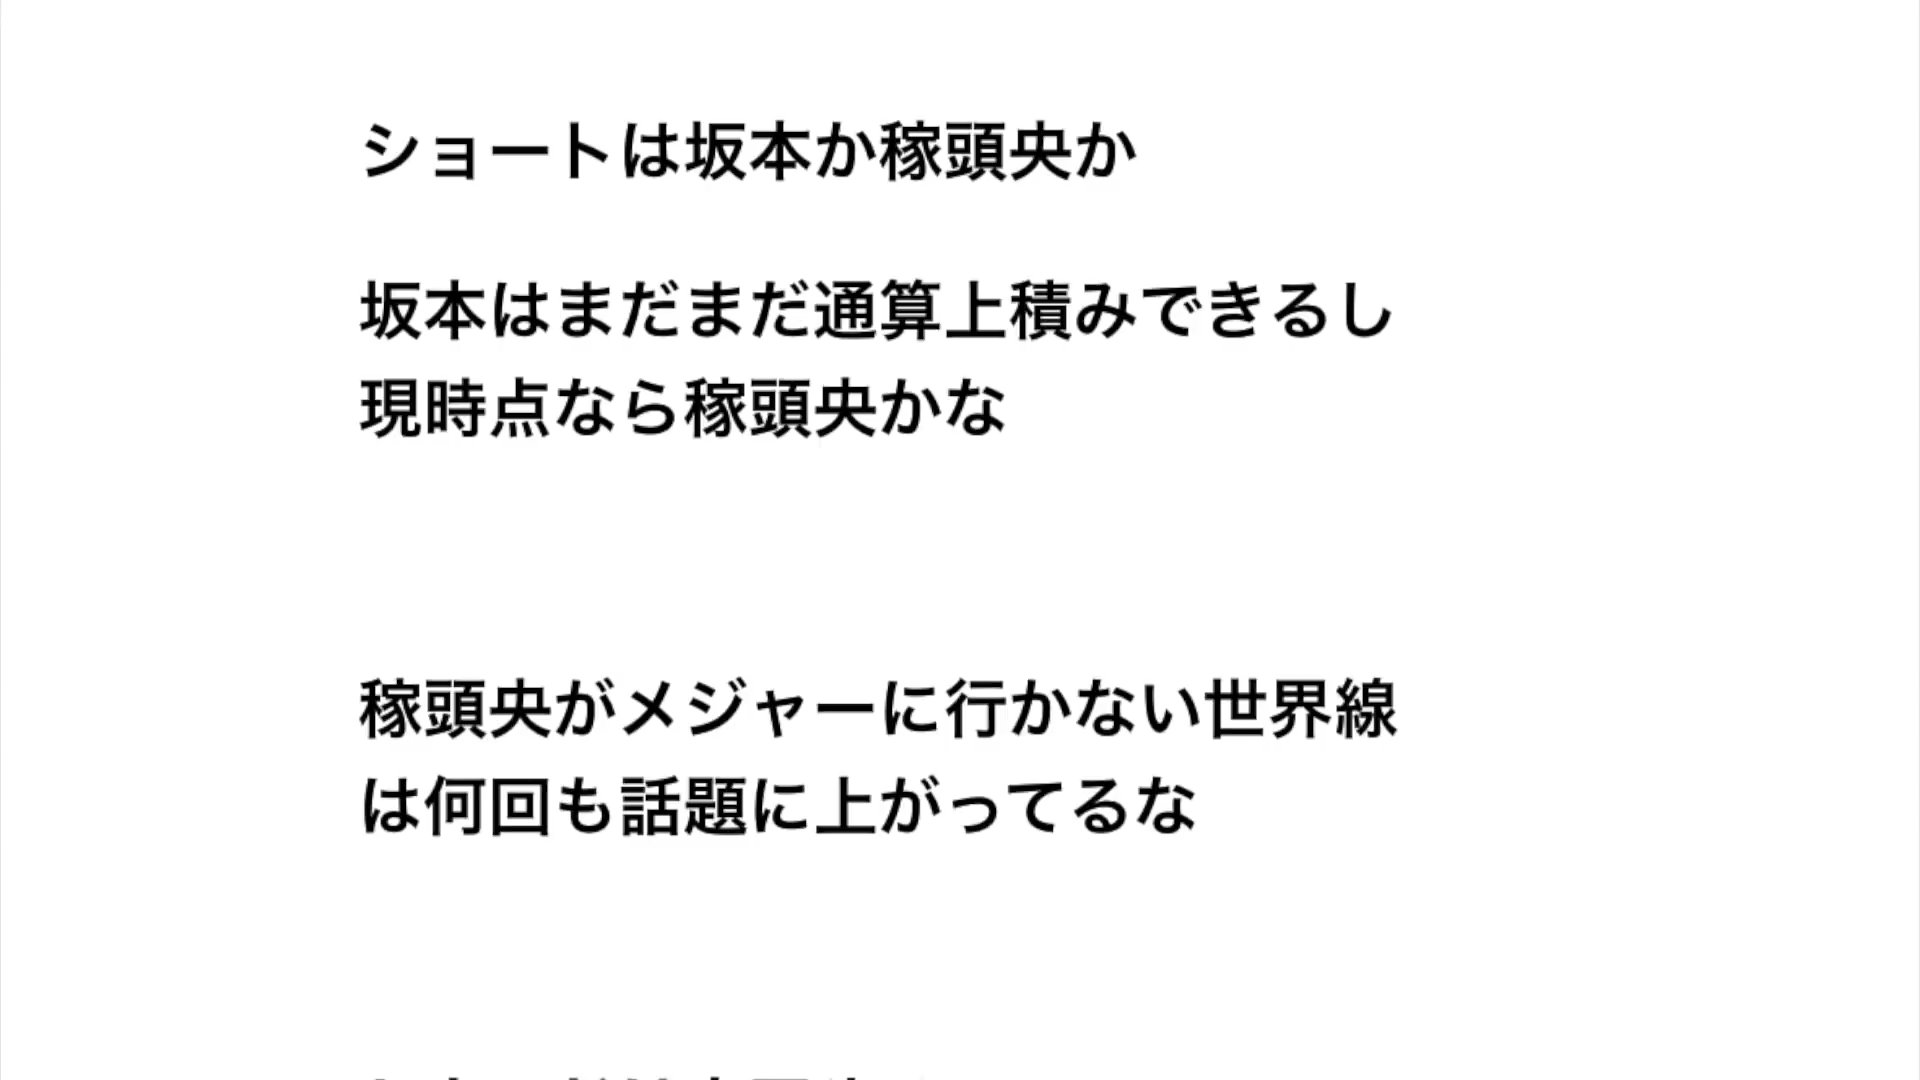 ショートは坂本か稼頭央か
坂本はまだまだ通算上積みできるし
現時点なら稼頭央かな
稼頭央がメジャーに行かない世界線
は何回も話題に上がってるな